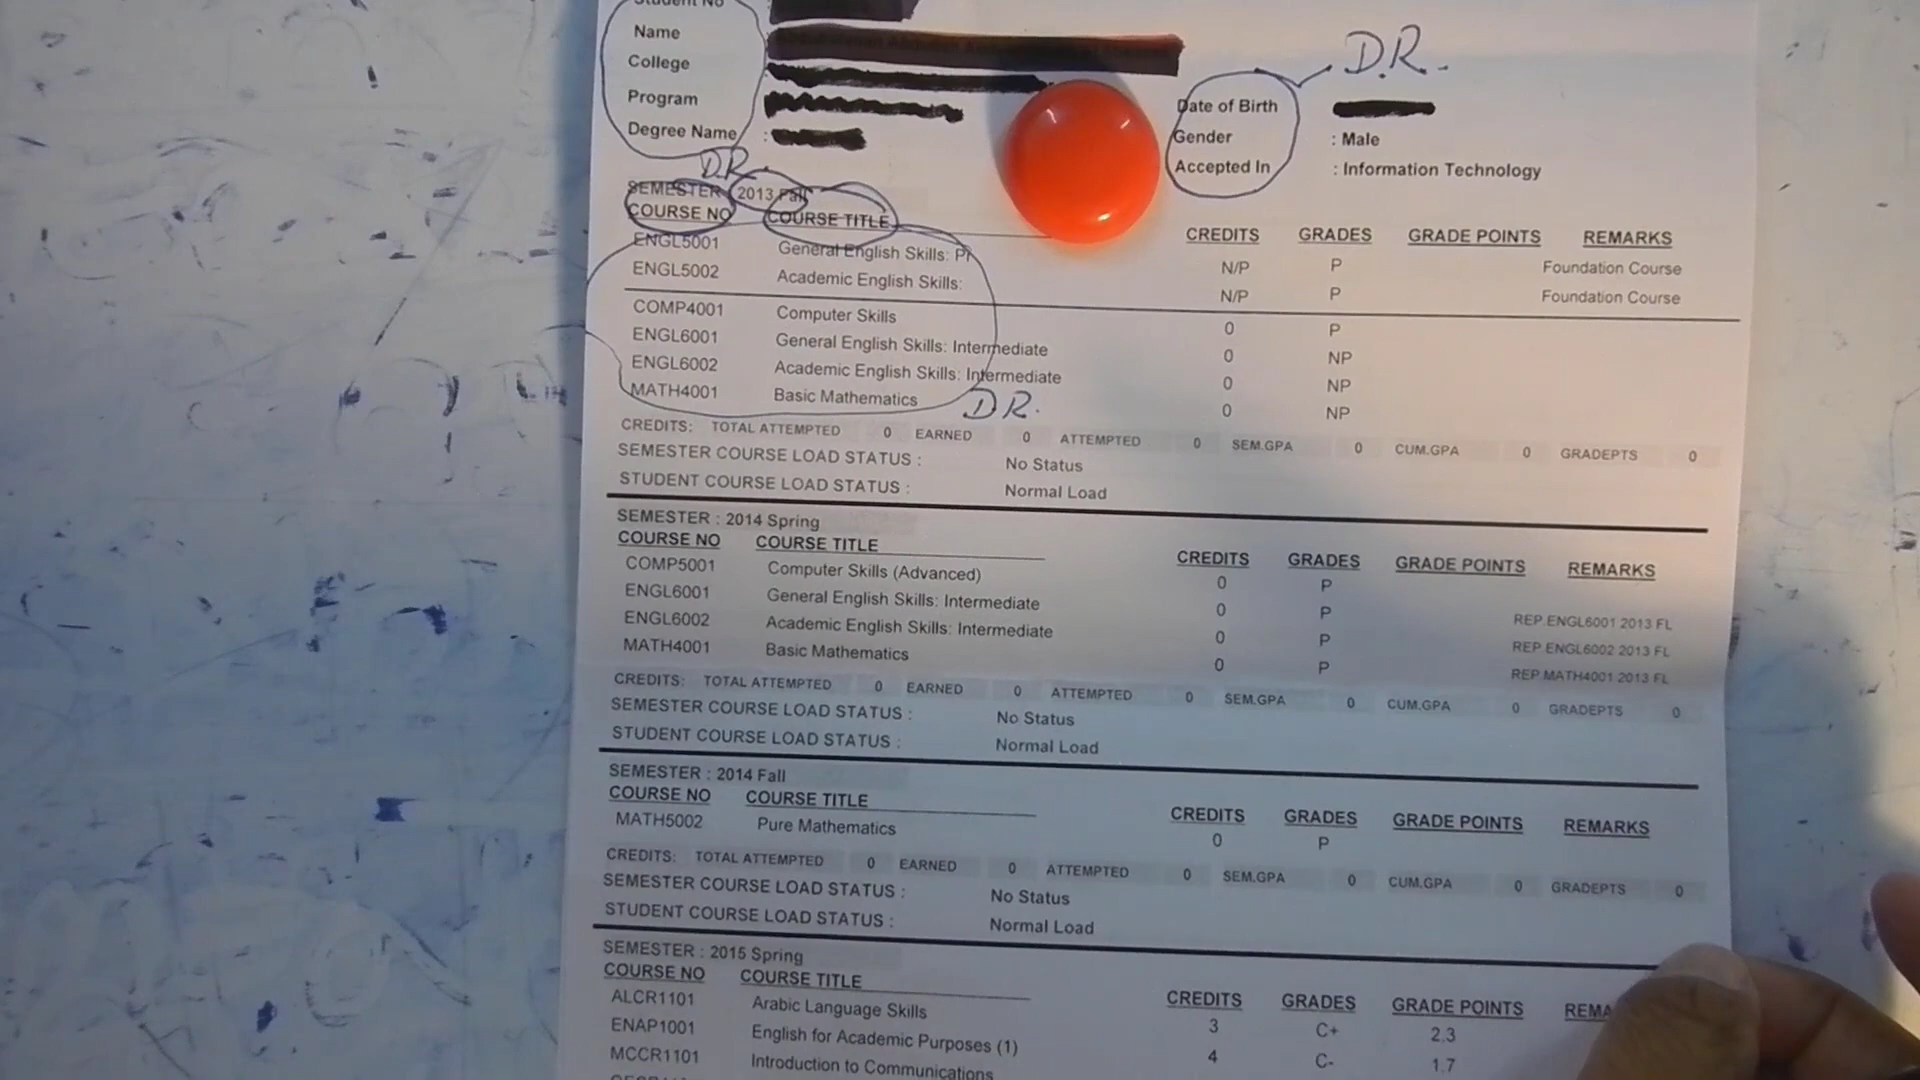 Student No :
Name :
College :
Program :
Degree Name :
D.R.
Date of Birth
Gender : Male
Accepted In : Information Technology
D.R.
SEMESTER 2013 Fall
COURSE NO COURSE TITLE CREDITS GRADES GRADE POINTS REMARKS
ENGL5001 General English Skills: Pr N/P P Foundation Course
ENGL5002 Academic English Skills: N/P P Foundation Course
COMP4001 Computer Skills 0 P
ENGL6001 General English Skills: Intermediate 0 NP
ENGL6002 Academic English Skills: Intermediate 0 NP
MATH4001 Basic Mathematics 0 NP
D.R.
CREDITS: TOTAL ATTEMPTED 0 EARNED 0 ATTEMPTED 0 SEM.GPA 0 CUM.GPA 0 GRADEPTS 0
SEMESTER COURSE LOAD STATUS : No Status
STUDENT COURSE LOAD STATUS : Normal Load
SEMESTER : 2014 Spring
COURSE NO COURSE TITLE CREDITS GRADES GRADE POINTS REMARKS
COMP5001 Computer Skills (Advanced) 0 P
ENGL6001 General English Skills: Intermediate 0 P REP ENGL6001 2013 FL
ENGL6002 Academic English Skills: Intermediate 0 P REP ENGL6002 2013 FL
MATH4001 Basic Mathematics 0 P REP MATH4001 2013 FL
CREDITS: TOTAL ATTEMPTED 0 EARNED 0 ATTEMPTED 0 SEM.GPA 0 CUM.GPA 0 GRADEPTS 0
SEMESTER COURSE LOAD STATUS : No Status
STUDENT COURSE LOAD STATUS : Normal Load
SEMESTER : 2014 Fall
COURSE NO COURSE TITLE CREDITS GRADES GRADE POINTS REMARKS
MATH5002 Pure Mathematics 0 P
CREDITS: TOTAL ATTEMPTED 0 EARNED 0 ATTEMPTED 0 SEM.GPA 0 CUM.GPA 0 GRADEPTS 0
SEMESTER COURSE LOAD STATUS : No Status
STUDENT COURSE LOAD STATUS : Normal Load
SEMESTER : 2015 Spring
COURSE NO COURSE TITLE CREDITS GRADES GRADE POINTS REMA
ALCR1101 Arabic Language Skills 3 C+ 2.3
ENAP1001 English for Academic Purposes (1) 4 C- 1.7
MCCR1101 Introduction to Communications